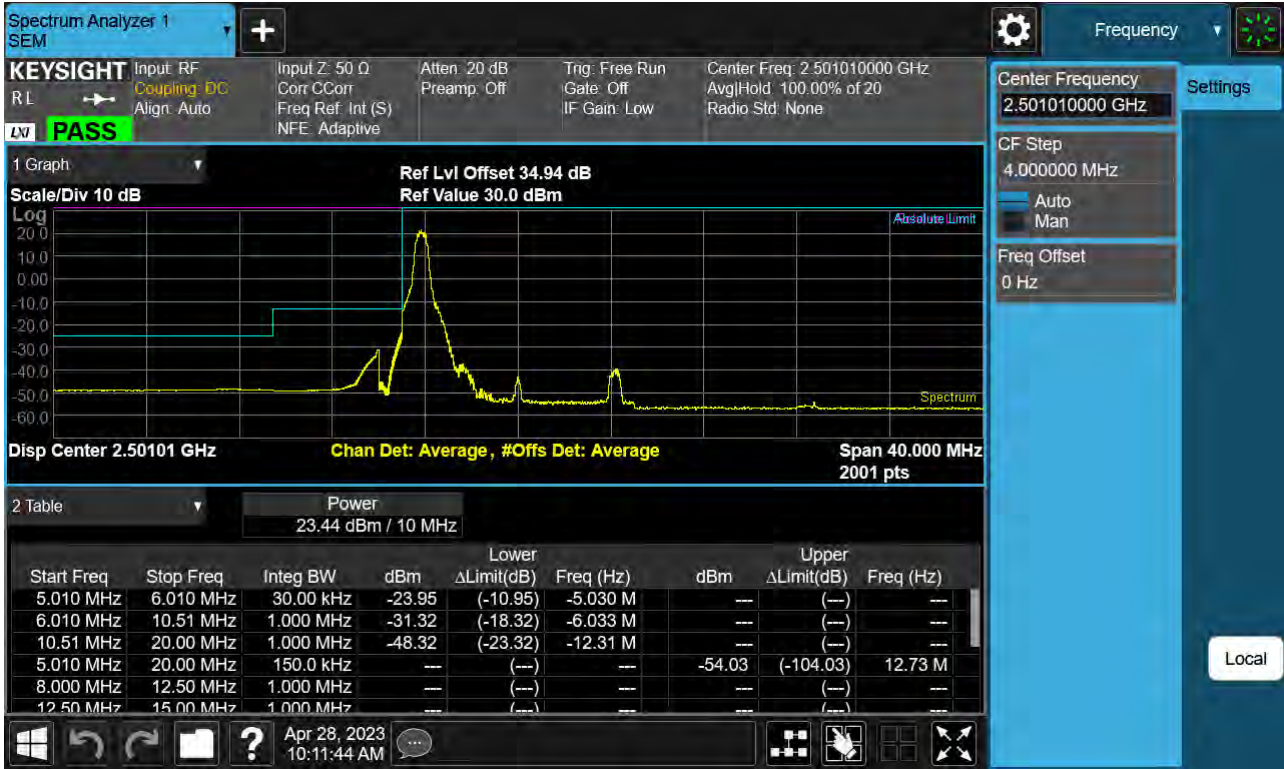 Spectrum Analyzer 1
SEM
Frequency
KEYSIGHT
R L
LXI
PASS
Input: RF
Coupling: DC
Align: Auto
Input Z: 50 Ω
Corr CCorr
Freq Ref: Int (S)
NFE: Adaptive
Atten: 20 dB
Preamp: Off
Trig: Free Run
Gate: Off
IF Gain: Low
Center Freq: 2.501010000 GHz
Avg|Hold: 100.00% of 20
Radio Std: None
Center Frequency
2.501010000 GHz
Settings
CF Step
4.000000 MHz
Auto
Man
Freq Offset
0 Hz
1 Graph
Scale/Div 10 dB
Ref Lvl Offset 34.94 dB
Ref Value 30.0 dBm
Log
Absolute Limit
20.0
10.0
0.00
-10.0
-20.0
-30.0
-40.0
-50.0
-60.0
Spectrum
Disp Center 2.50101 GHz
Chan Det: Average, #Offs Det: Average
Span 40.000 MHz
2001 pts
2 Table
Power
23.44 dBm / 10 MHz
Lower Upper
Start Freq Stop Freq Integ BW dBm ΔLimit(dB) Freq (Hz) dBm ΔLimit(dB) Freq (Hz)
5.010 MHz 6.010 MHz 30.00 kHz -23.95 (-10.95) -5.030 M --- (---) ---
6.010 MHz 10.51 MHz 1.000 MHz -31.32 (-18.32) -6.033 M --- (---) ---
10.51 MHz 20.00 MHz 1.000 MHz -48.32 (-23.32) -12.31 M --- (---) ---
5.010 MHz 20.00 MHz 150.0 kHz --- (---) --- -54.03 (-104.03) 12.73 M
8.000 MHz 12.50 MHz 1.000 MHz --- (---) --- --- (---) ---
12.50 MHz 15.00 MHz 1.000 MHz --- (---) --- --- (---) ---
Local
Apr 28, 2023
10:11:44 AM